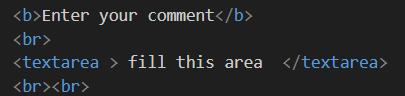 <b>Enter your comment</b>
<br>
<textarea > fill this area  </textarea>
<br><br>